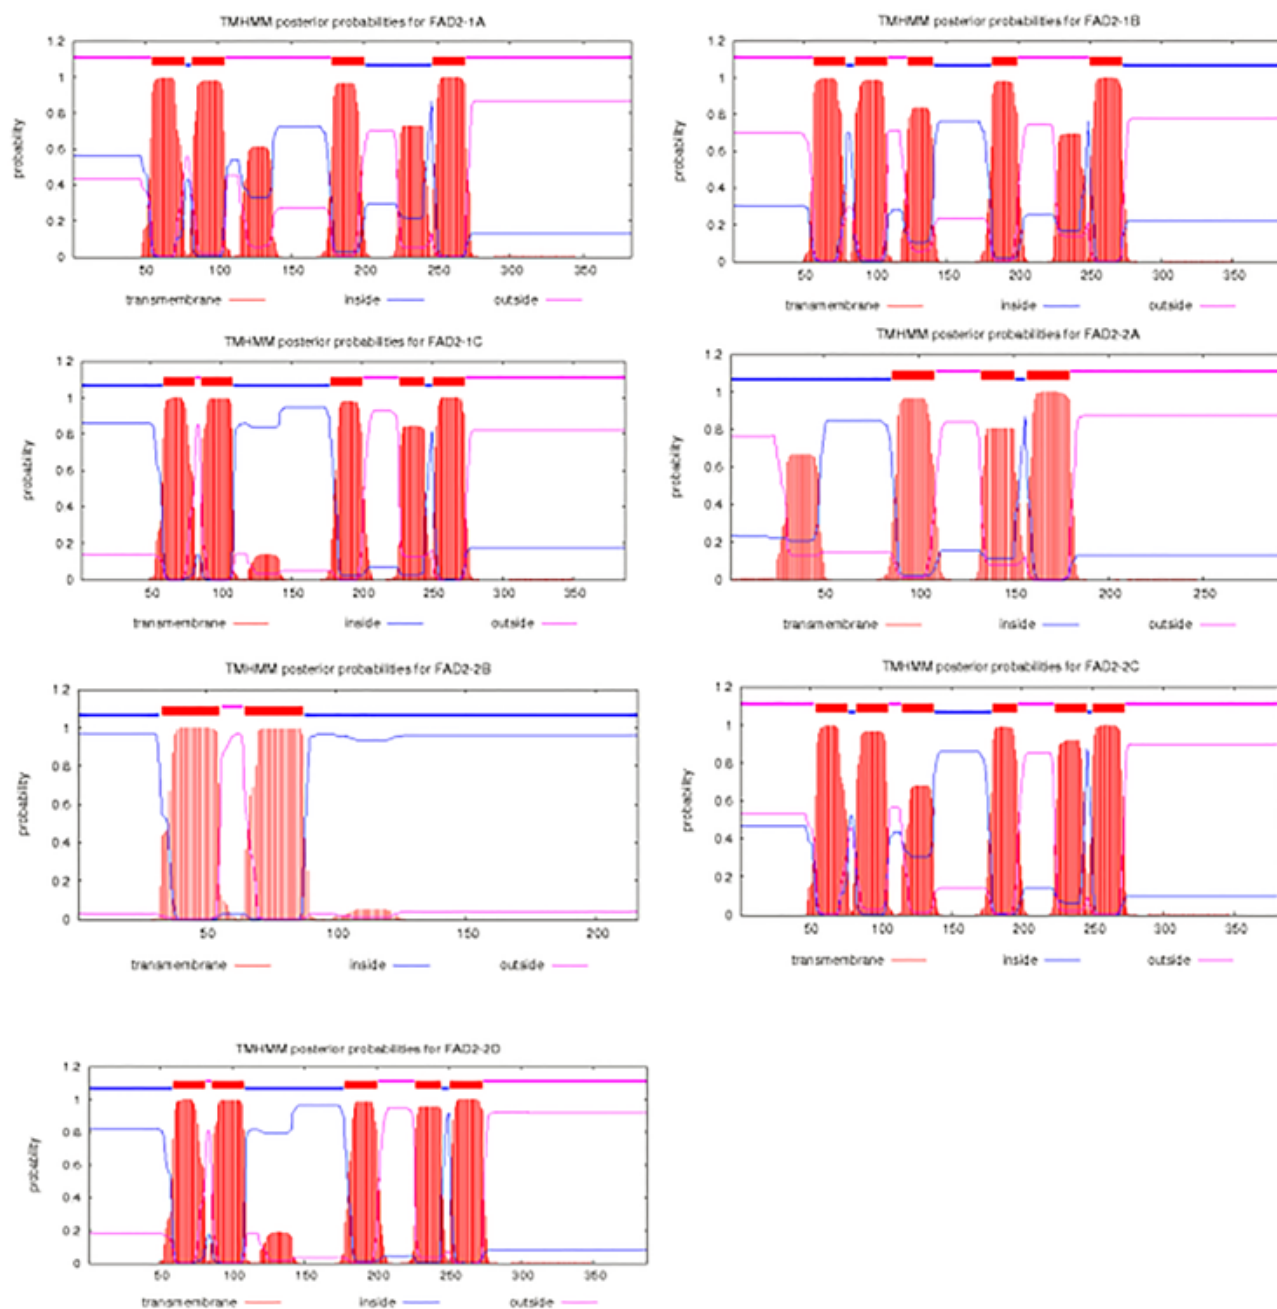 TMHMM posterior probabilities for FAD2-1A
1.2
1
0.8
0.6
0.4
0.2
0
probability
50 100 150 200 250 300 350
transmembrane inside outside
TMHMM posterior probabilities for FAD2-1B
1.2
1
0.8
0.6
0.4
0.2
0
probability
50 100 150 200 250 300 350
transmembrane inside outside
TMHMM posterior probabilities for FAD2-1C
1.2
1
0.8
0.6
0.4
0.2
0
probability
50 100 150 200 250 300 350
transmembrane inside outside
TMHMM posterior probabilities for FAD2-2A
1.2
1
0.8
0.6
0.4
0.2
0
probability
50 100 150 200 250
transmembrane inside outside
TMHMM posterior probabilities for FAD2-2B
1.2
1
0.8
0.6
0.4
0.2
0
probability
50 100 150 200
transmembrane inside outside
TMHMM posterior probabilities for FAD2-2C
1.2
1
0.8
0.6
0.4
0.2
0
probability
50 100 150 200 250 300 350
transmembrane inside outside
TMHMM posterior probabilities for FAD2-2D
1.2
1
0.8
0.6
0.4
0.2
0
probability
50 100 150 200 250 300 350
transmembrane inside outside